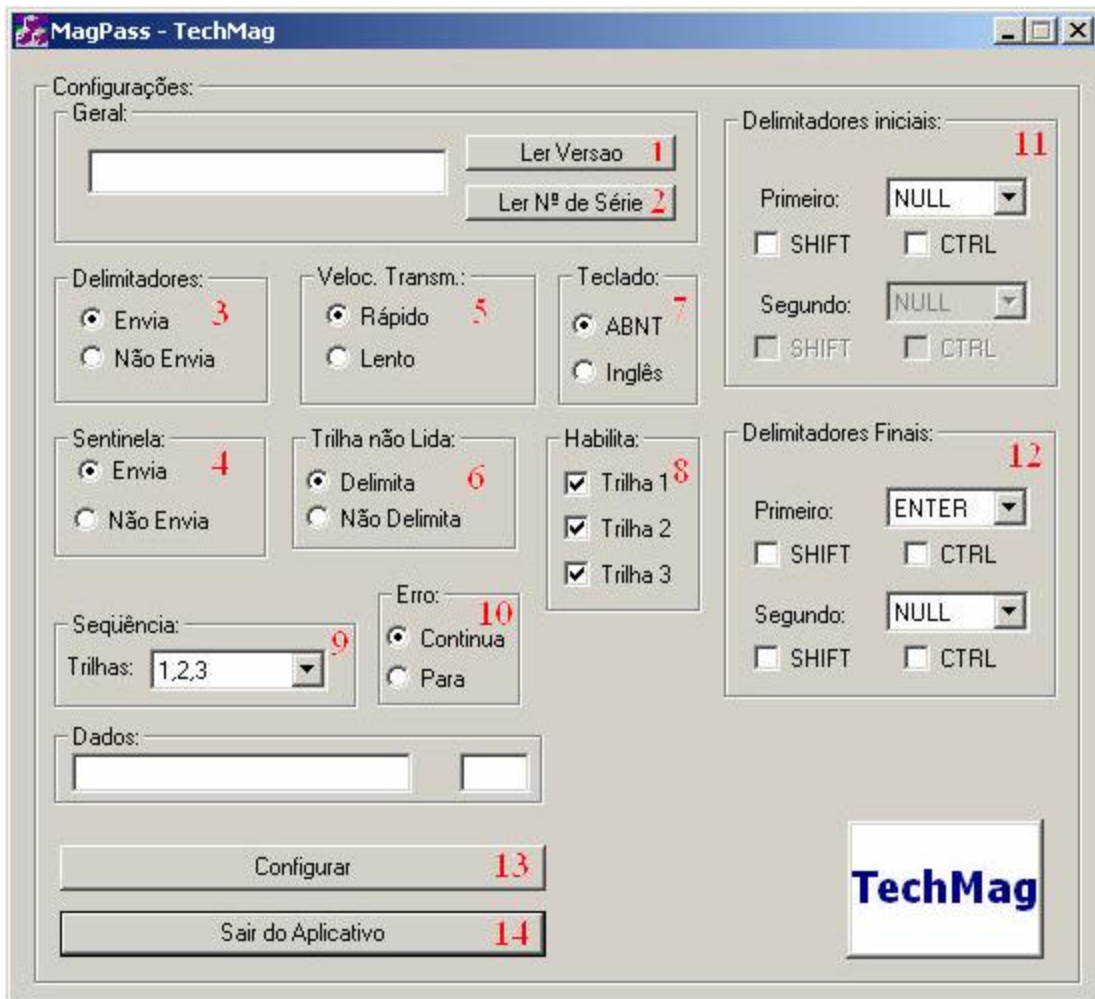 MagPass - TechMag
Configurações:
Geral:
Ler Versao 1
Ler Nº de Série 2
Delimitadores:
Envia 3
Não Envia
Veloc. Transm.:
Rápido 5
Lento
Teclado:
ABNT 7
Inglês
Sentinela:
Envia 4
Não Envia
Trilha não Lida:
Delimita 6
Não Delimita
Habilita:
Trilha 1 8
Trilha 2
Trilha 3
Seqüência: 9
Trilhas: 1,2,3
Erro: 10
Continua
Para
Dados:
Configurar 13
Sair do Aplicativo 14
Delimitadores iniciais: 11
Primeiro: NULL
SHIFT CTRL
Segundo: NULL
SHIFT CTRL
Delimitadores Finais: 12
Primeiro: ENTER
SHIFT CTRL
Segundo: NULL
SHIFT CTRL
TechMag